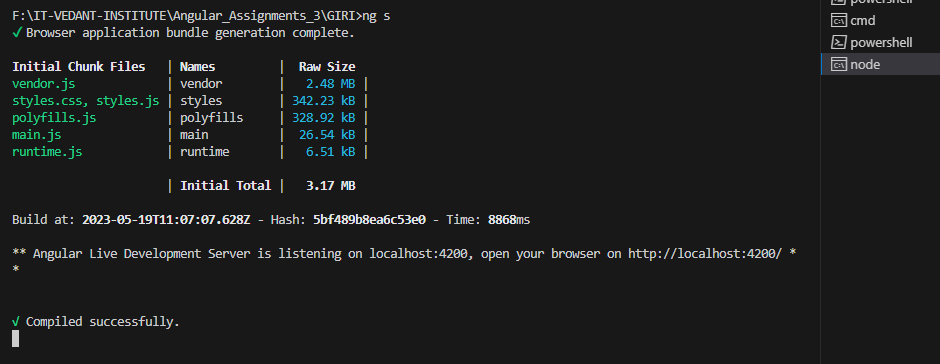 F:\IT-VEDANT-INSTITUTE\Angular_Assignments_3\GIRI>ng s
✓ Browser application bundle generation complete.
Initial Chunk Files | Names | Raw Size
vendor.js | vendor | 2.48 MB |
styles.css, styles.js | styles | 342.23 kB |
polyfills.js | polyfills | 328.92 kB |
main.js | main | 26.54 kB |
runtime.js | runtime | 6.51 kB |
| Initial Total | 3.17 MB
Build at: 2023-05-19T11:07:07.628Z - Hash: 5bf489b8ea6c53e0 - Time: 8868ms
** Angular Live Development Server is listening on localhost:4200, open your browser on http://localhost:4200/ *
*
√ Compiled successfully.
powershell
cmd
powershell
node